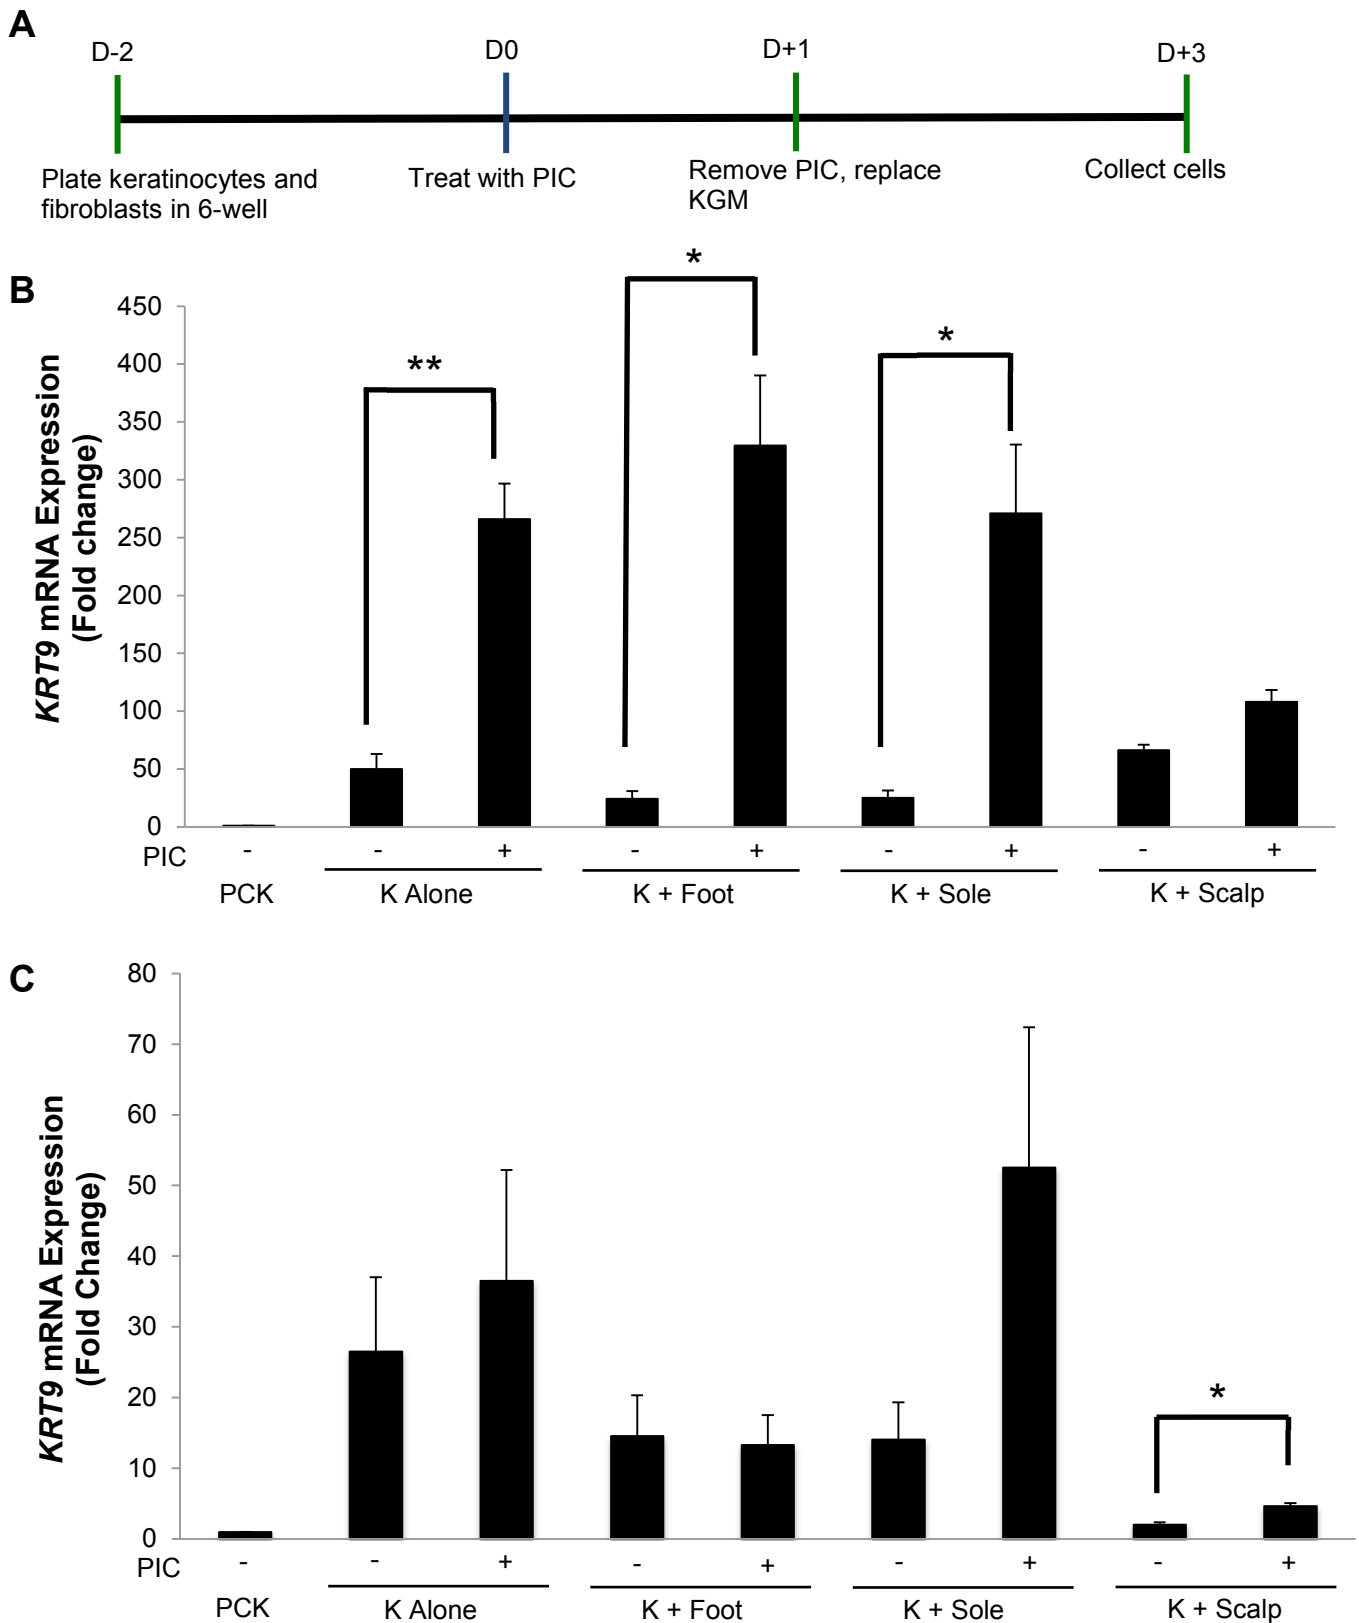 A
D-2
D0
D+1
D+3
Plate keratinocytes and
fibroblasts in 6-well
Treat with PIC
Remove PIC, replace
KGM
Collect cells
B
KRT9 mRNA Expression
(Fold change)
450
400
350
300
250
200
150
100
50
0
**
*
*
PIC - - + - + - + - +
PCK K Alone K + Foot K + Sole K + Scalp
C
KRT9 mRNA Expression
(Fold Change)
80
70
60
50
40
30
20
10
0
*
PIC - - + - + - + - +
PCK K Alone K + Foot K + Sole K + Scalp